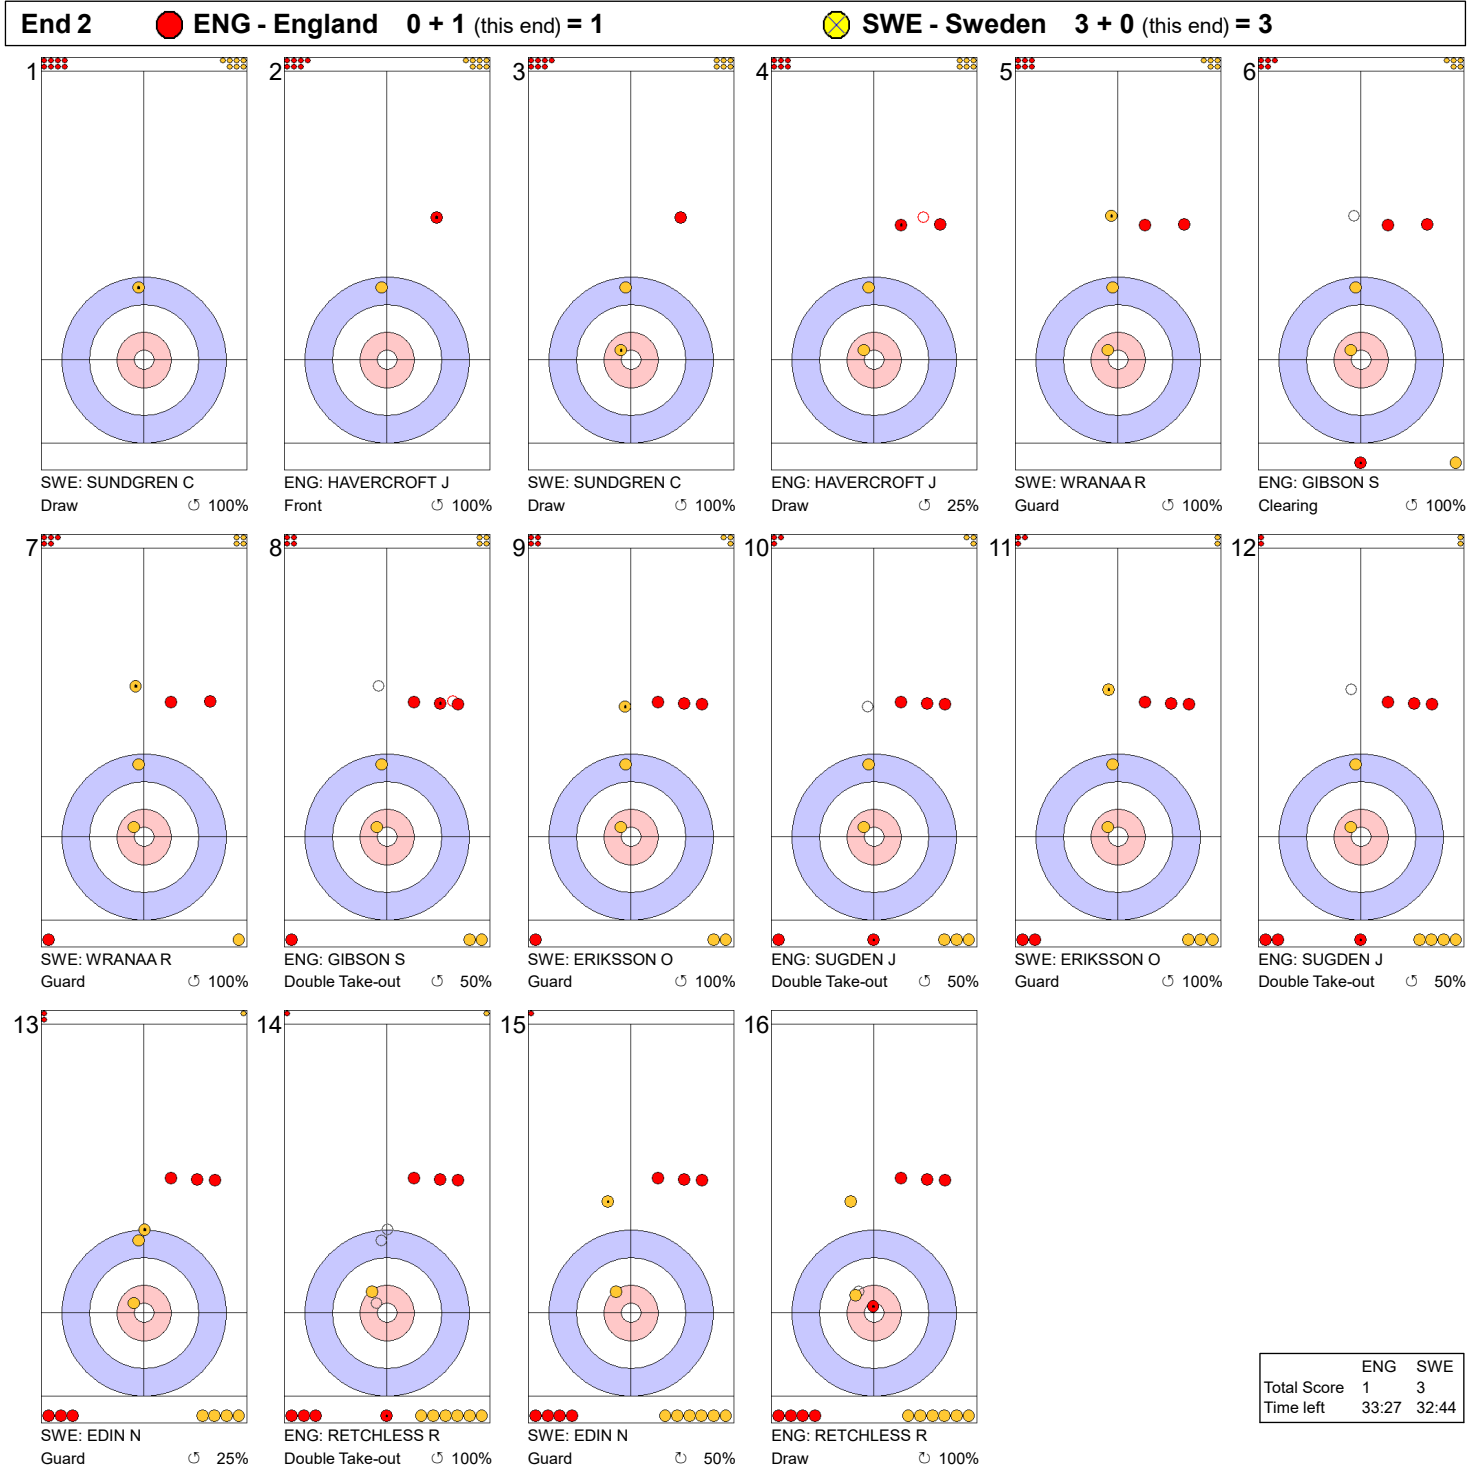 End 2 ENG - England 0 + 1 (this end) = 1 SWE - Sweden 3 + 0 (this end) = 3
1 2 3 4 5 6
SWE: SUNDGREN C ENG: HAVERCROFT J SWE: SUNDGREN C ENG: HAVERCROFT J SWE: WRANAA R ENG: GIBSON S
Draw ↺ 100% Front ↺ 100% Draw ↺ 100% Draw ↺ 25% Guard ↺ 100% Clearing ↺ 100%
7 8 9 10 11 12
SWE: WRANAA R ENG: GIBSON S SWE: ERIKSSON O ENG: SUGDEN J SWE: ERIKSSON O ENG: SUGDEN J
Guard ↺ 100% Double Take-out ↺ 50% Guard ↺ 100% Double Take-out ↺ 50% Guard ↺ 100% Double Take-out ↺ 50%
13 14 15 16
SWE: EDIN N ENG: RETCHLESS R SWE: EDIN N ENG: RETCHLESS R
Guard ↺ 25% Double Take-out ↺ 100% Guard ↻ 50% Draw ↻ 100%
ENG SWE
Total Score 1 3
Time left 33:27 32:44